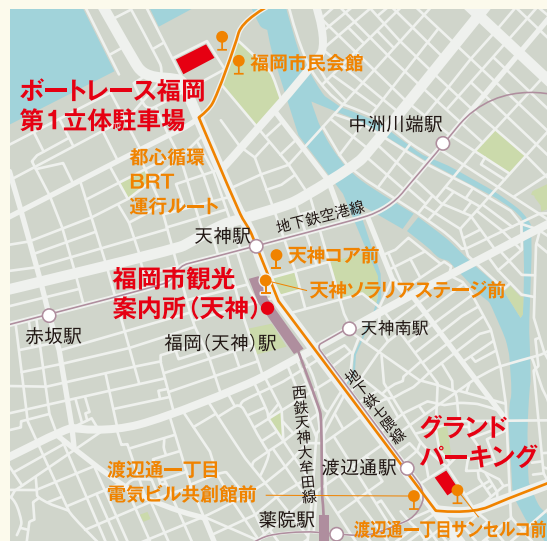 福岡市民会館
ボートレース福岡
第1立体駐車場
中洲川端駅
都心循環
BRT
運行ルート
地下鉄空港線
天神駅
天神コア前
福岡市観光
案内所（天神）
天神ソラリアステージ前
赤坂駅
福岡（天神）駅
天神南駅
地下鉄七隈線
西鉄天神大牟田線
グランド
パーキング
渡辺通駅
渡辺通一丁目
電気ビル共創館前
薬院駅
渡辺通一丁目サンセルコ前